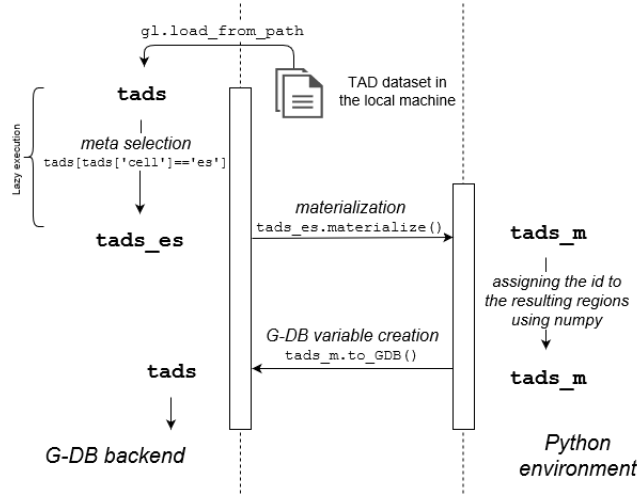 gl.load_from_path
TAD dataset in
the local machine
tads
Lazy execution
meta selection
tads[tads['cell']=='es']
tads_es
materialization
tads_es.materialize()
tads_m
assigning the id to
the resulting regions
using numpy
G-DB variable creation
tads_m.to_GDB()
tads
tads_m
G-DB backend
Python
environment